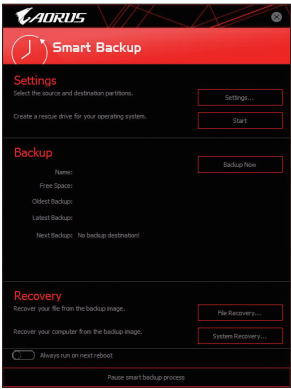 AORUS
Smart Backup
Settings
Select the source and destination partitions.
Settings...
Create a rescue drive for your operating system.
Start
Backup
Backup Now
Name:
Free Space:
Oldest Backup:
Latest Backup:
Next Backup: No backup destination!
Recovery
Recover your file from the backup image.
File Recovery...
Recover your computer from the backup image.
System Recovery...
Always run on next reboot
Pause smart backup process